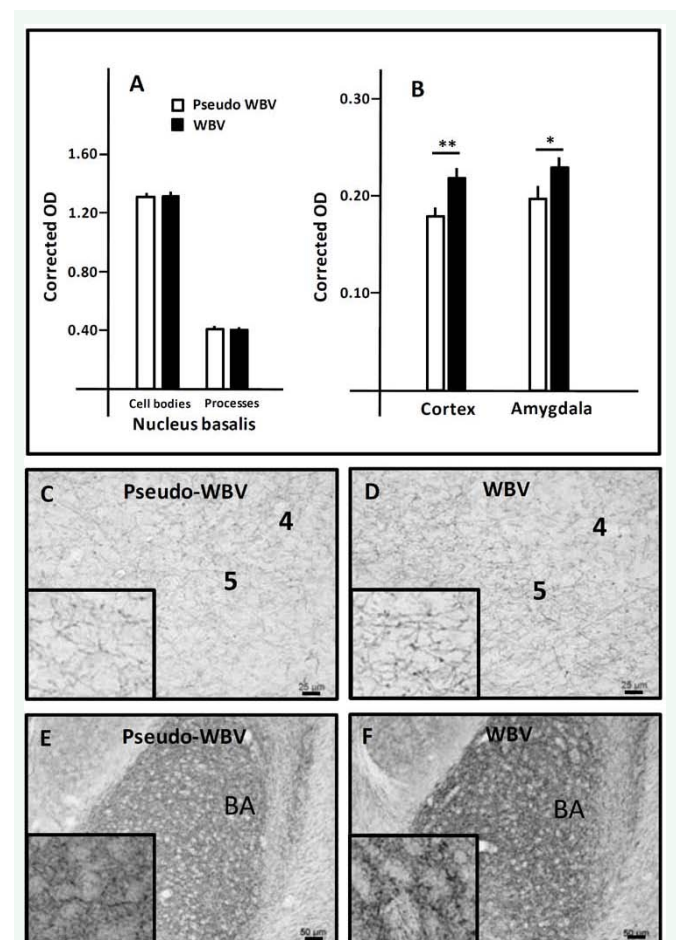 A
Pseudo WBV
WBV
Corrected OD
1.60
1.20
0.80
0.40
Cell bodies Processes
Nucleus basalis
B
Corrected OD
0.30
0.20
0.10
**
*
Cortex Amygdala
C Pseudo-WBV
4
5
25 µm
D WBV
4
5
25 µm
E Pseudo-WBV
BA
50 µm
F WBV
BA
50 µm